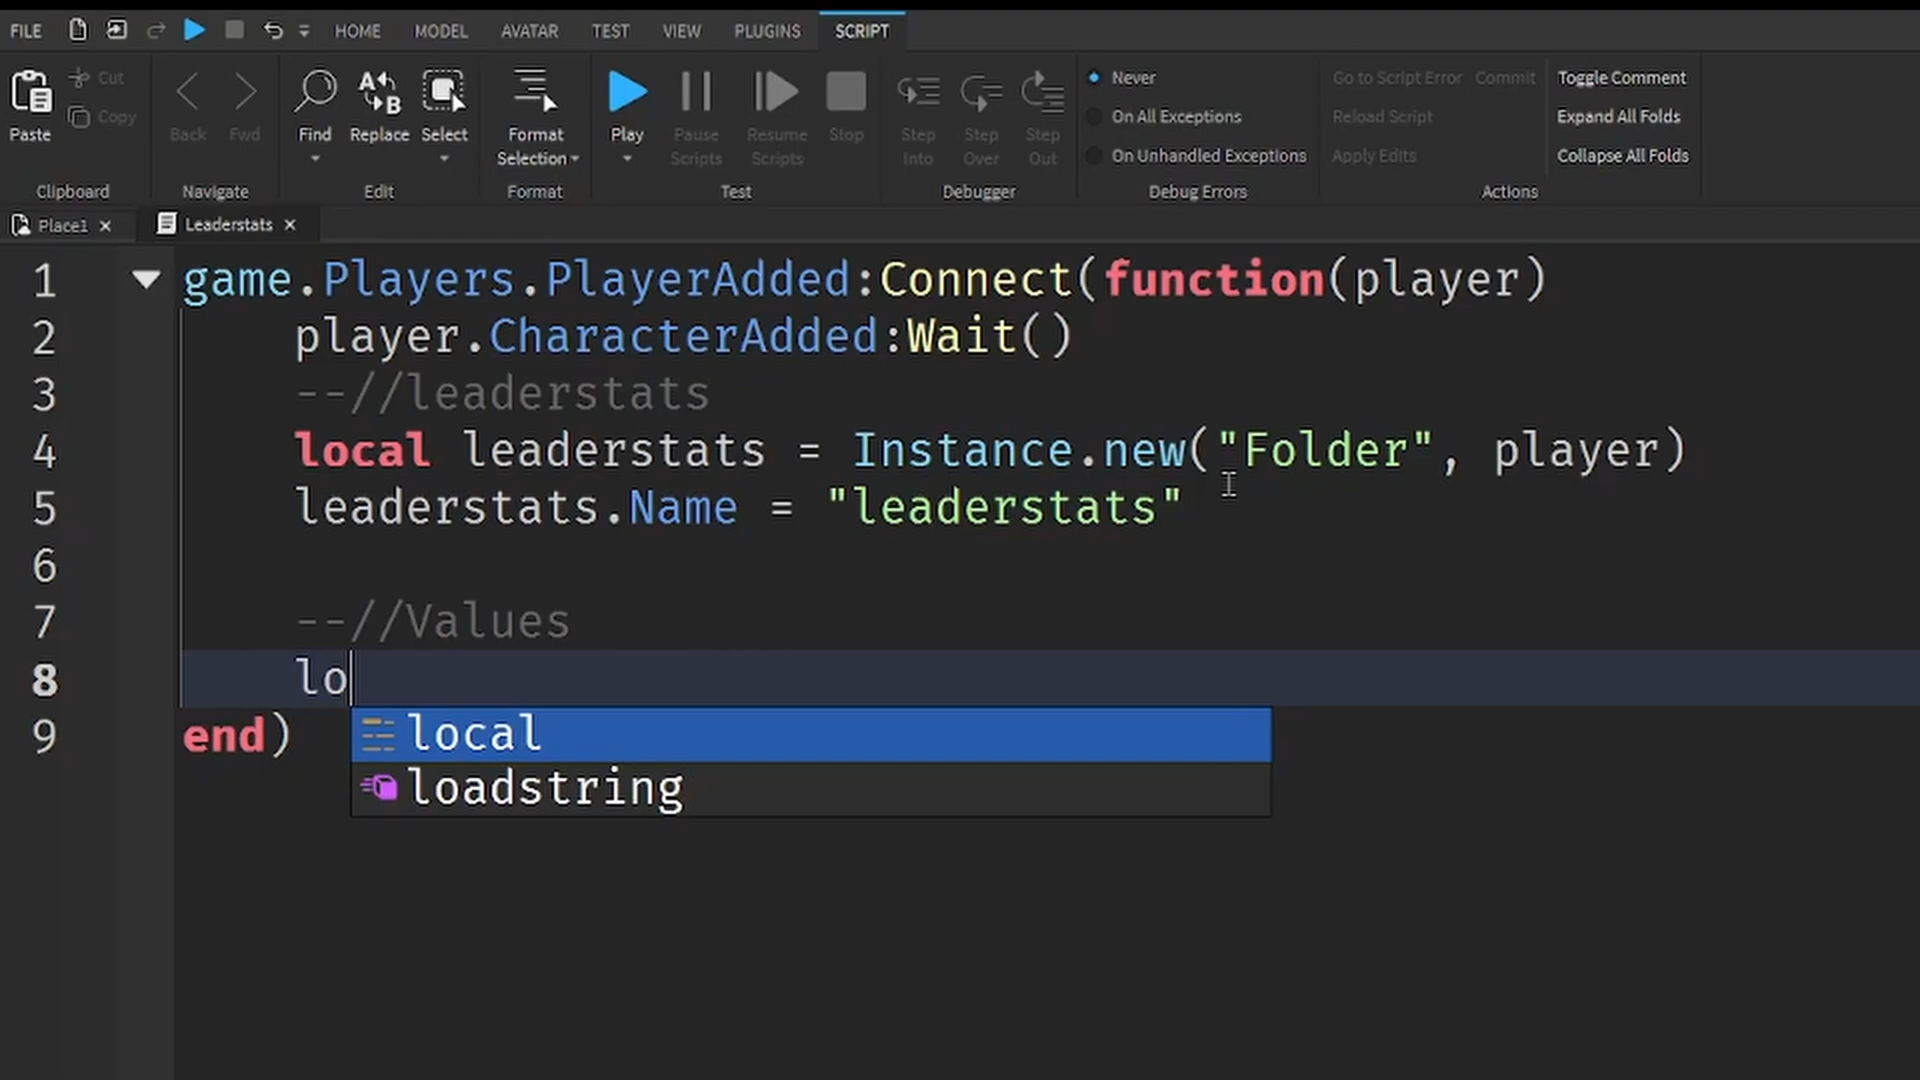 FILE HOME MODEL AVATAR TEST VIEW PLUGINS SCRIPT
Paste
Cut
Copy
Clipboard
Back Fwd
Navigate
Find Replace Select
Edit
Format
Selection
Format
Play
Pause
Scripts
Resume
Scripts
Stop
Test
Step
Into
Step
Over
Step
Out
Debugger
Never
On All Exceptions
On Unhandled Exceptions
Debug Errors
Go to Script Error Commit Toggle Comment
Reload Script Expand All Folds
Apply Edits Collapse All Folds
Actions
Place1 Leaderstats
1 game.Players.PlayerAdded:Connect(function(player)
2 player.CharacterAdded:Wait()
3 --//leaderstats
4 local leaderstats = Instance.new("Folder", player)
5 leaderstats.Name = "leaderstats"
6
7 --//Values
8 lo
9 end)
local
loadstring